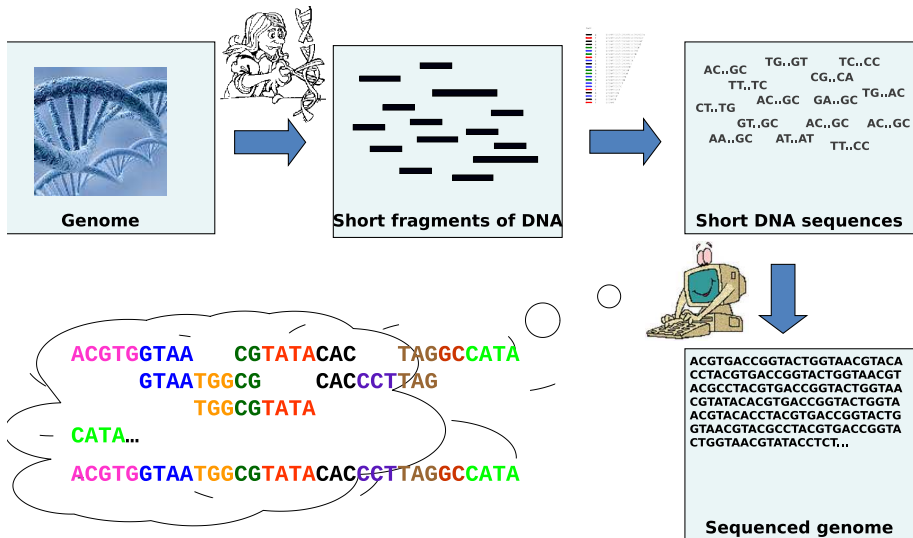 Genome
Short fragments of DNA
AC..GC TG..GT TC..CC
TT..TC CG..CA
CT..TG AC..GC GA..GC TG..AC
GT..GC AC..GC AC..GC
AA..GC AT..AT TT..CC
Short DNA sequences
ACGTGGTAA CGTATACAC TAGGCCATA
GTAATGGCG CACCCTTAG
TGGCGTATA
CATA...
ACGTGGTAATGGCGTATACACCCTTAGGCCATA
ACGTGACCGGTACTGGTAACGTACA
CCTACGTGACCGGTACTGGTAACGT
ACGCCTACGTGACCGGTACTGGTAA
CGTATACACGTGACCGGTACTGGTA
ACGTACACCTACGTGACCGGTACTG
GTAACGTACGCCTACGTGACCGGTA
CTGGTAACGTATACCTCT...
Sequenced genome